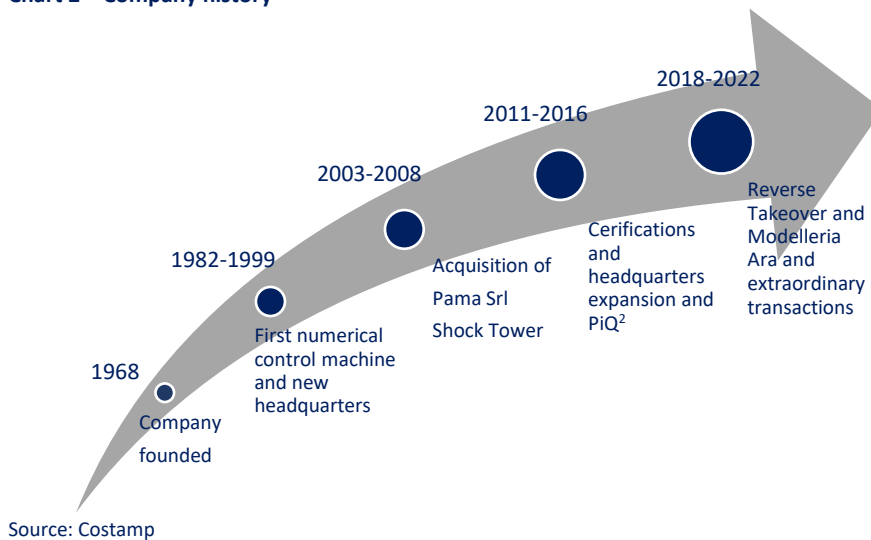 1968
Company
founded
1982-1999
First numerical
control machine
and new
headquarters
2003-2008
Acquisition of
Pama Srl
Shock Tower
2011-2016
Cerifications
and
headquarters
expansion and
PiQ²
2018-2022
Reverse
Takeover and
Modelleria
Ara and
extraordinary
transactions
Source: Costamp